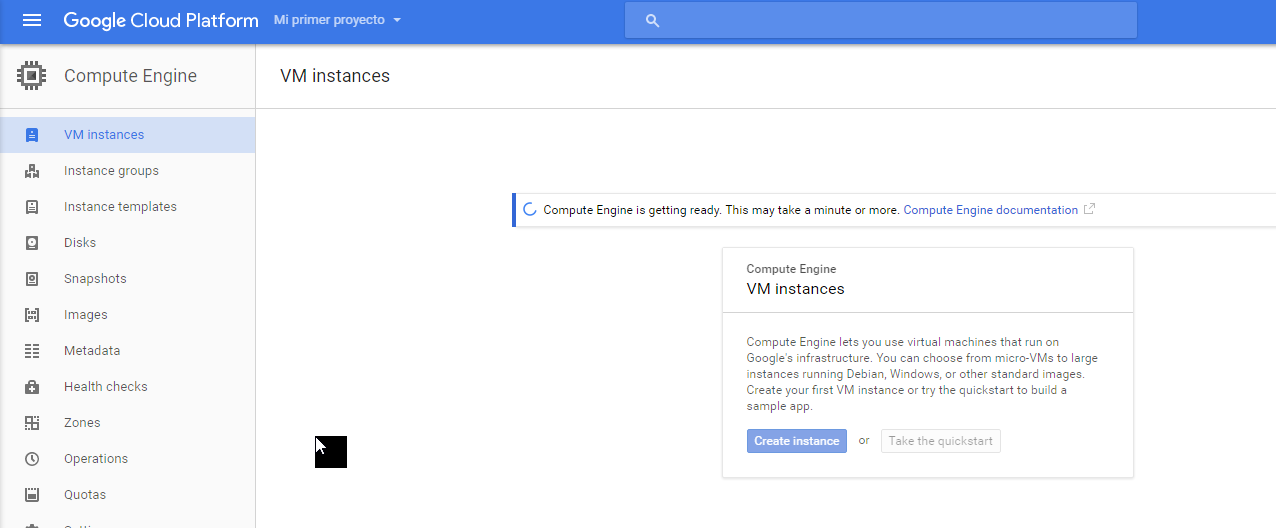 Google Cloud Platform Mi primer proyecto
Compute Engine
VM instances
VM instances
Instance groups
Instance templates
Disks
Snapshots
Images
Metadata
Health checks
Zones
Operations
Quotas
Compute Engine is getting ready. This may take a minute or more. Compute Engine documentation
Compute Engine
VM instances
Compute Engine lets you use virtual machines that run on
Google's infrastructure. You can choose from micro-VMs to large
instances running Debian, Windows, or other standard images.
Create your first VM instance or try the quickstart to build a
sample app.
Create instance or Take the quickstart